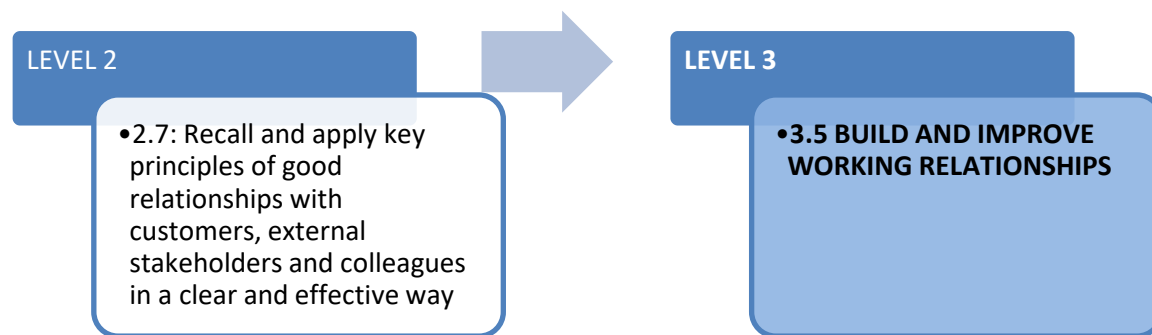 LEVEL 2
•2.7: Recall and apply key
principles of good
relationships with
customers, external
stakeholders and colleagues
in a clear and effective way
LEVEL 3
•3.5 BUILD AND IMPROVE
WORKING RELATIONSHIPS